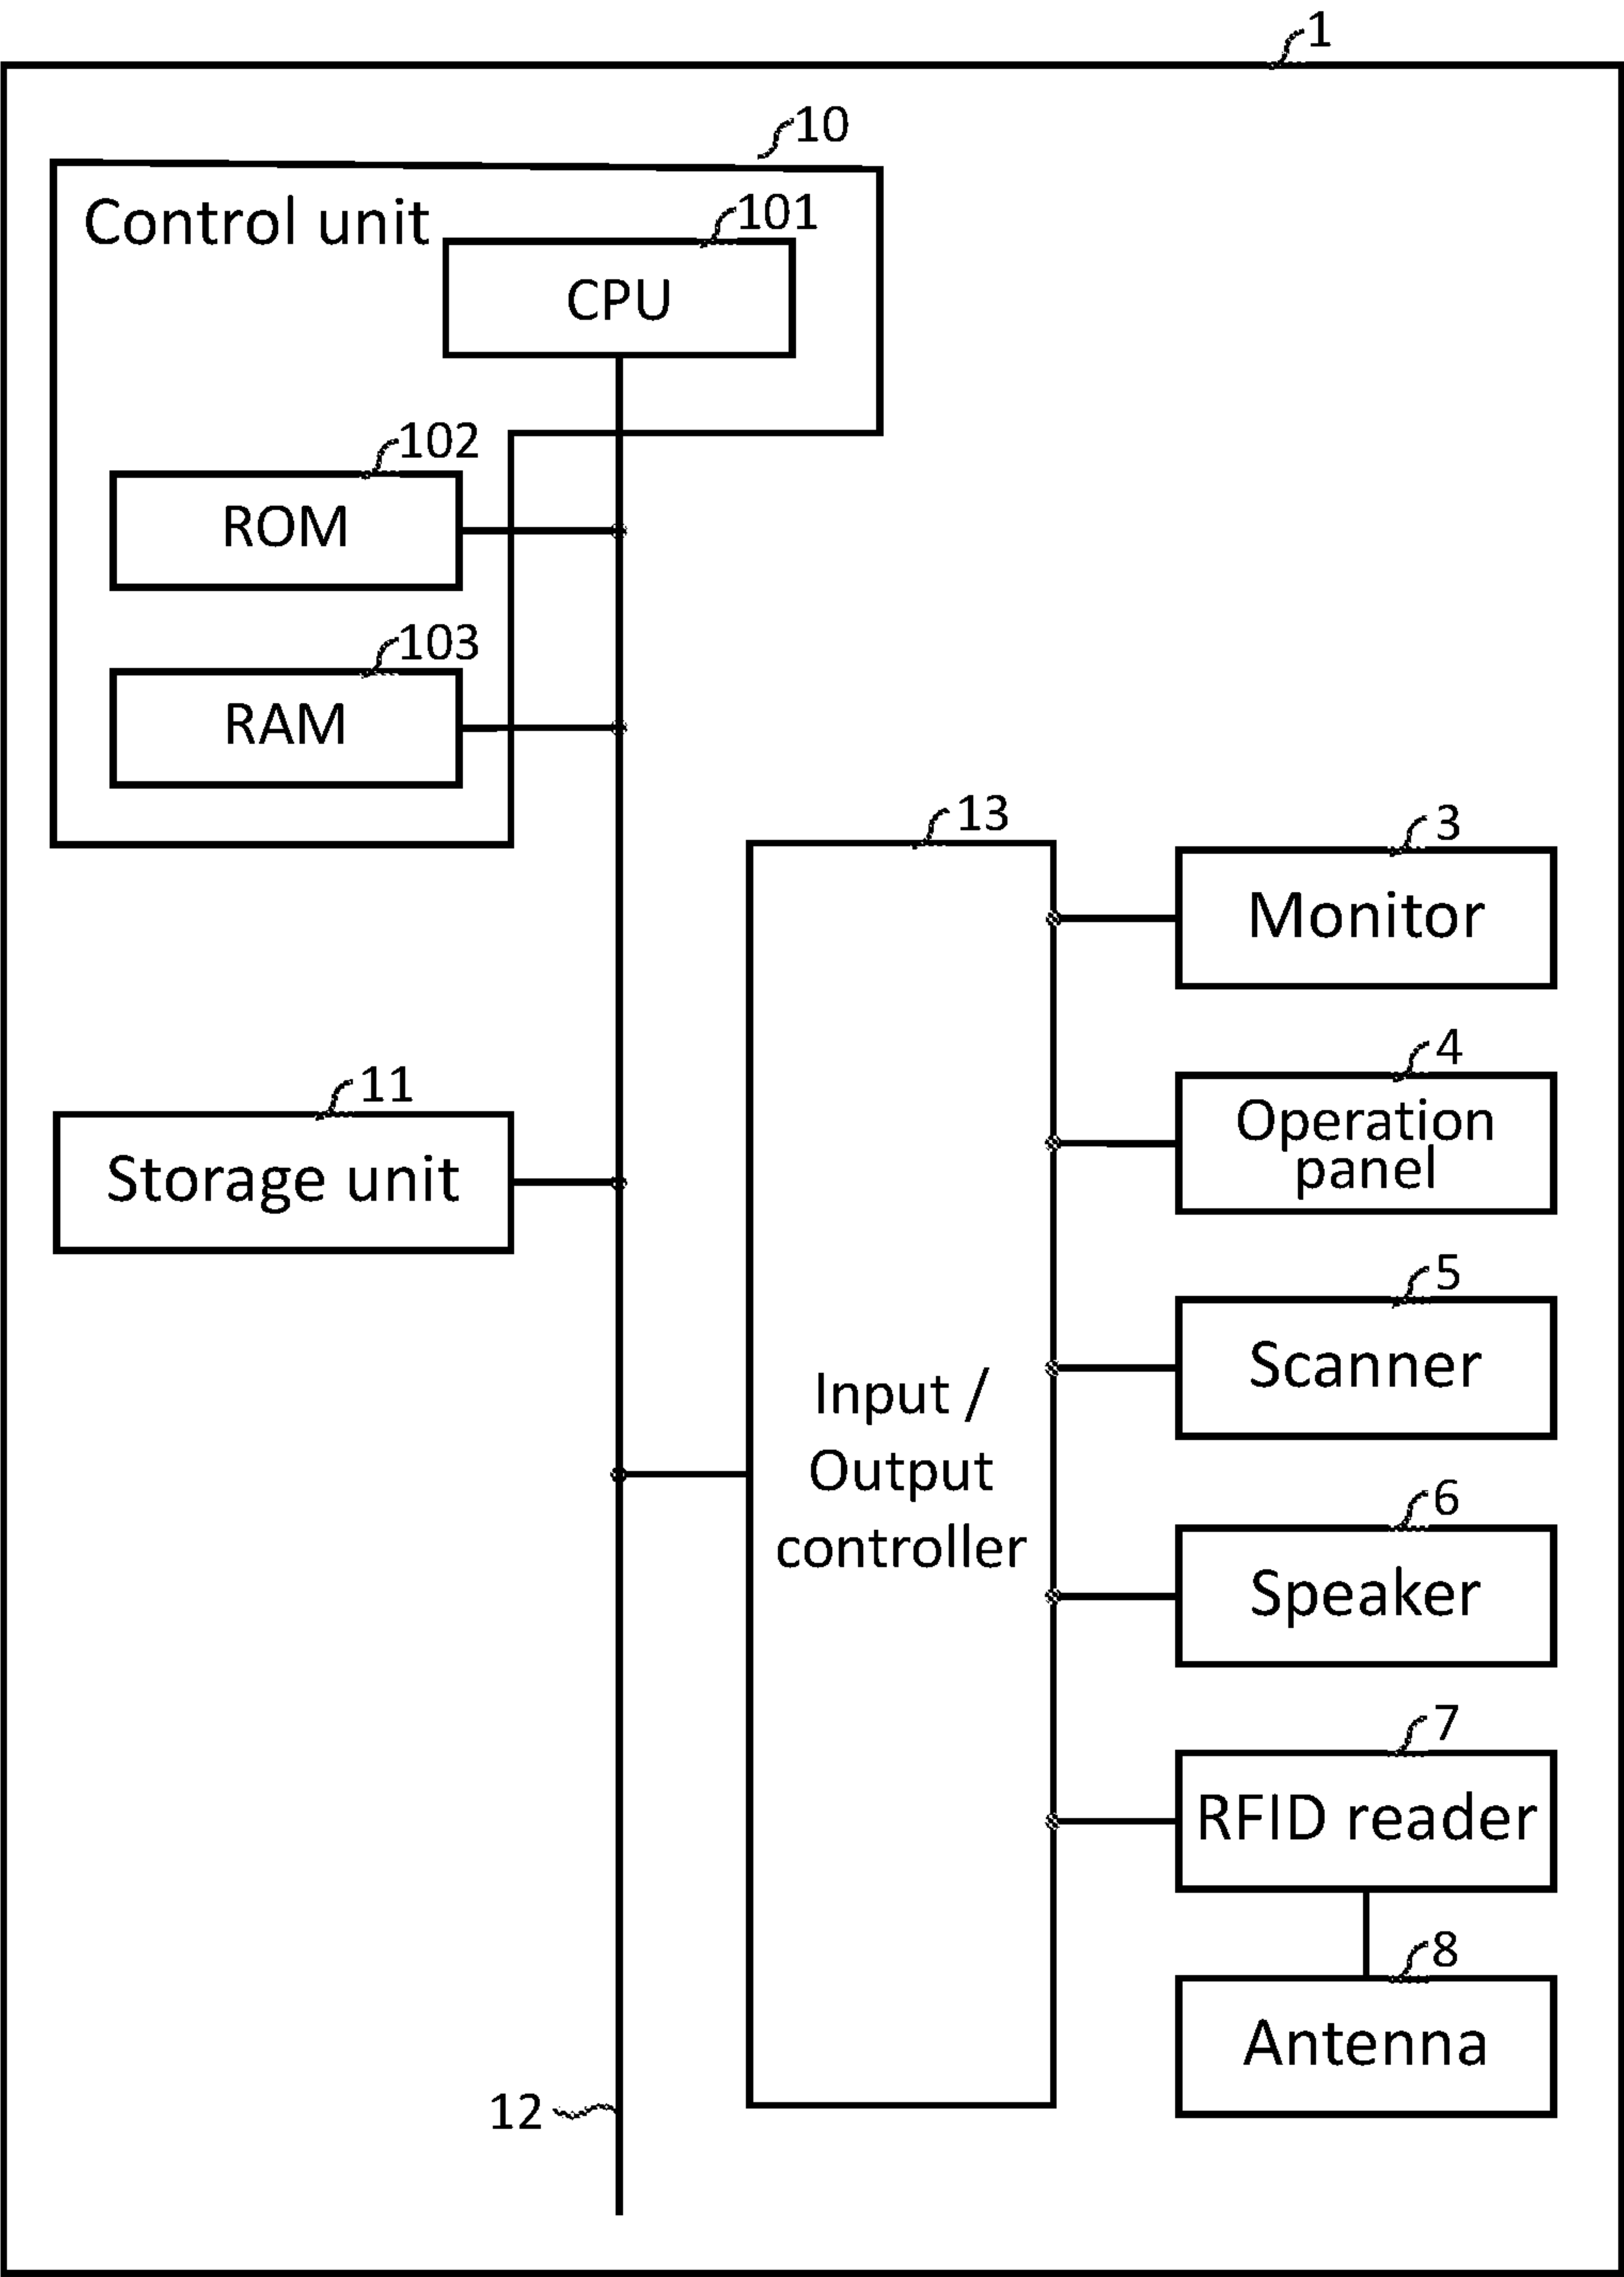 1
10
Control unit
101
CPU
102
ROM
103
RAM
13
3
Monitor
4
Operation
panel
11
Storage unit
5
Scanner
Input /
Output
controller
6
Speaker
7
RFID reader
8
Antenna
12